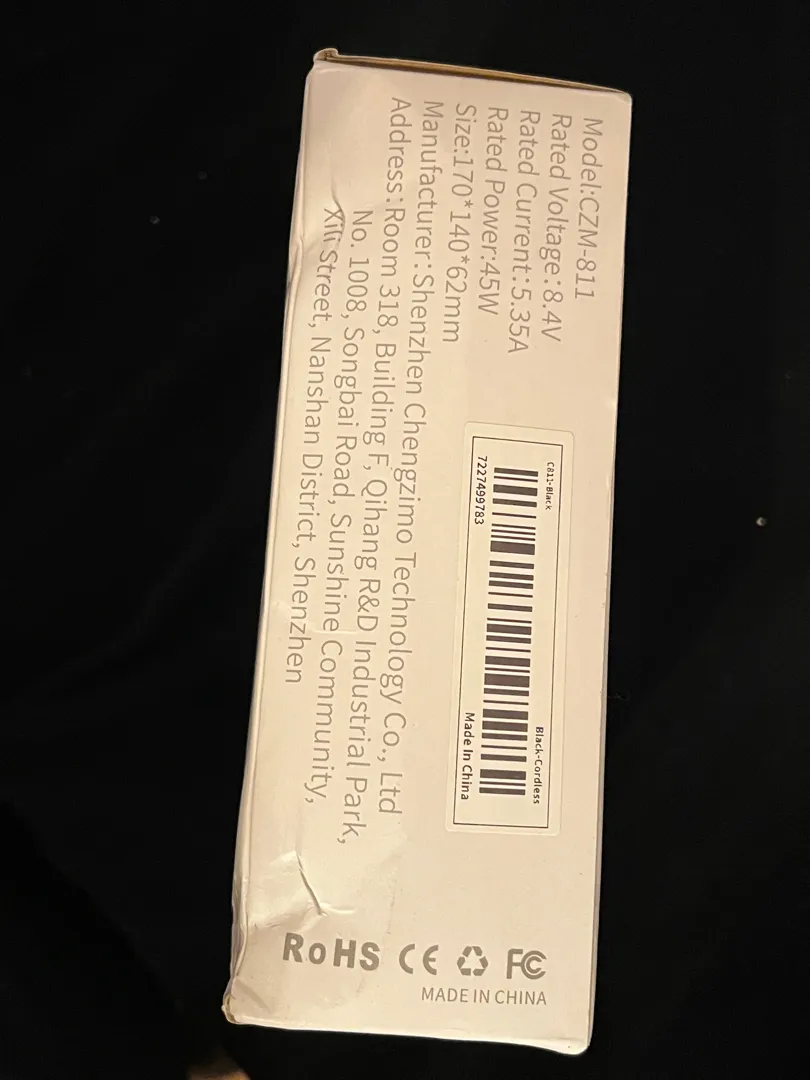 Model:CZM-811
Rated Voltage:8.4V
Rated Current:5.35A
Rated Power:45W
Size:170*140*62mm
Manufacturer:Shenzhen Chengzimo Technology Co., Ltd
Address:Room 318, Building F, Qihang R&D Industrial Park,
No. 1008, Songbai Road, Sunshine Community,
Xili Street, Nanshan District, Shenzhen
C811-Black
Black-Cordless
7227499783
Made In China
RoHS CE FC
MADE IN CHINA